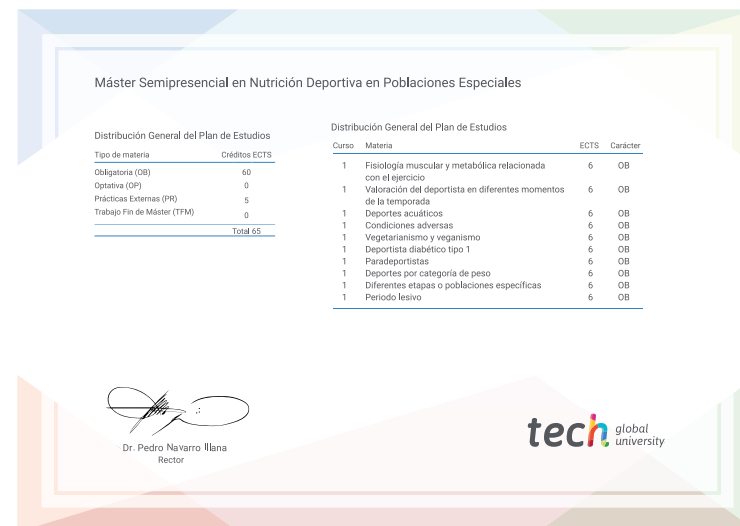 Máster Semipresencial en Nutrición Deportiva en Poblaciones Especiales
Distribución General del Plan de Estudios
Tipo de materia Créditos ECTS
Obligatoria (OB) 60
Optativa (OP) 0
Prácticas Externas (PR) 5
Trabajo Fin de Máster (TFM) 0
Total 65
Distribución General del Plan de Estudios
Curso Materia ECTS Carácter
1 Fisiología muscular y metabólica relacionada 6 OB
con el ejercicio
1 Valoración del deportista en diferentes momentos 6 OB
de la temporada
1 Deportes acuáticos 6 OB
1 Condiciones adversas 6 OB
1 Vegetarianismo y veganismo 6 OB
1 Deportista diabético tipo 1 6 OB
1 Paradeportistas 6 OB
1 Deportes por categoría de peso 6 OB
1 Diferentes etapas o poblaciones específicas 6 OB
1 Periodo lesivo 6 OB
Dr. Pedro Navarro Illana
Rector
tech global
university